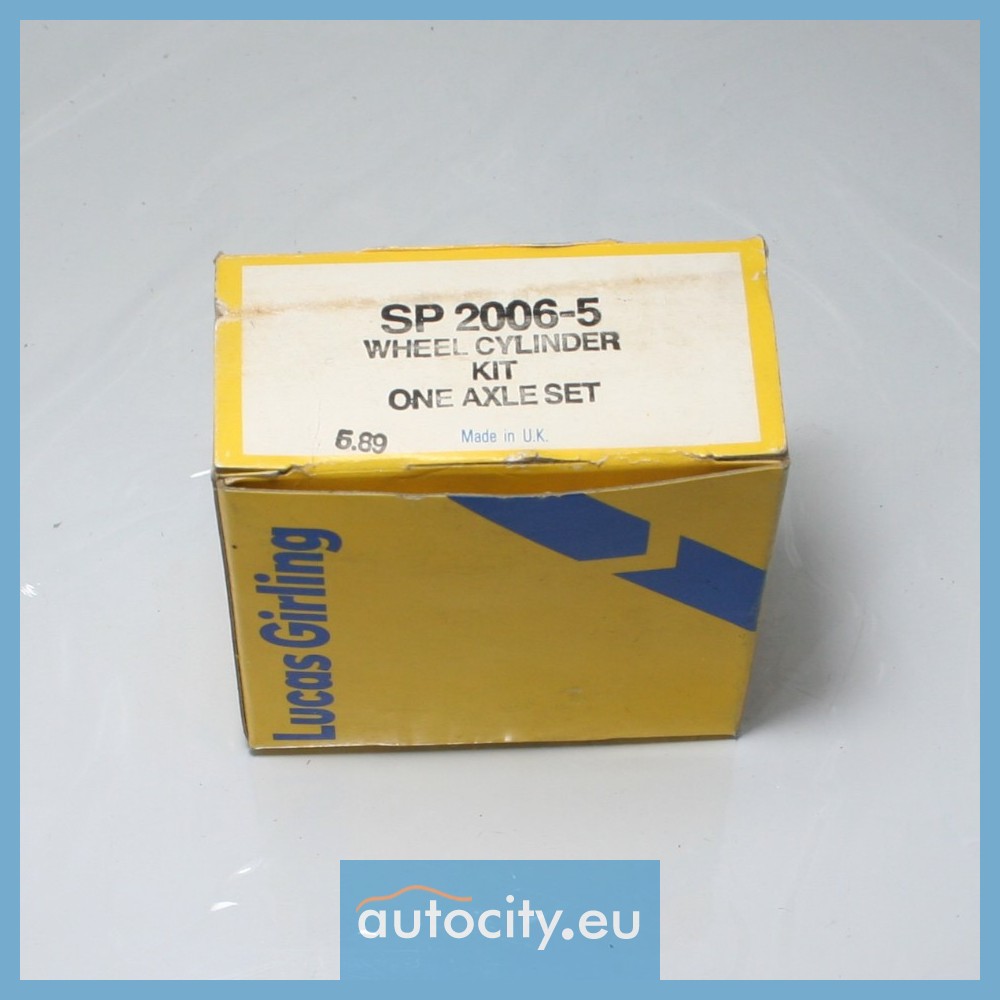 SP 2006-5
WHEEL CYLINDER
KIT
ONE AXLE SET
5.89
Made in U.K.
Lucas Girling
autocity.eu